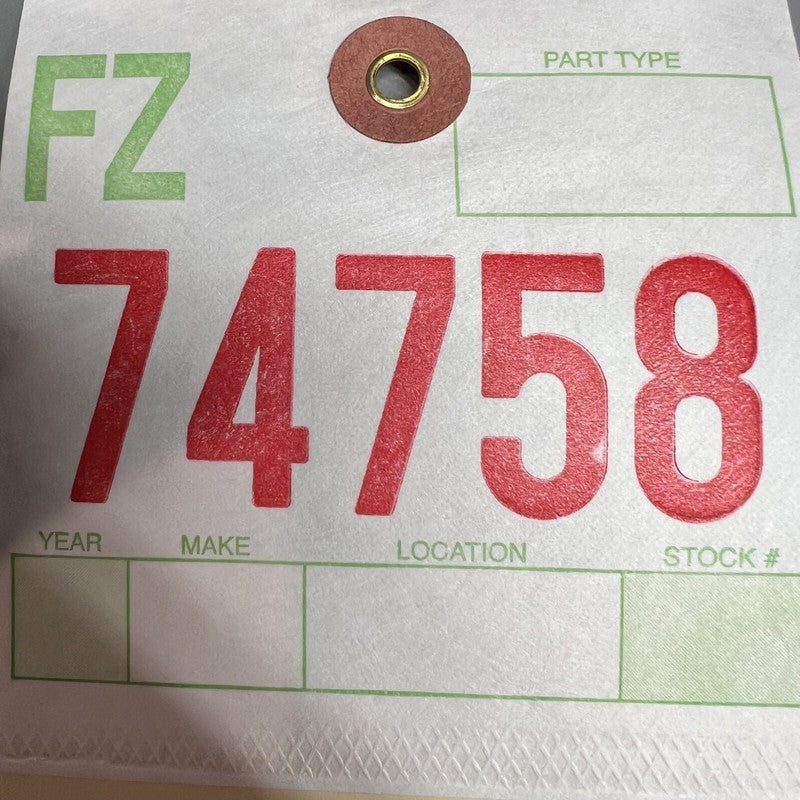 FZ
PART TYPE
74758
YEAR MAKE LOCATION STOCK #